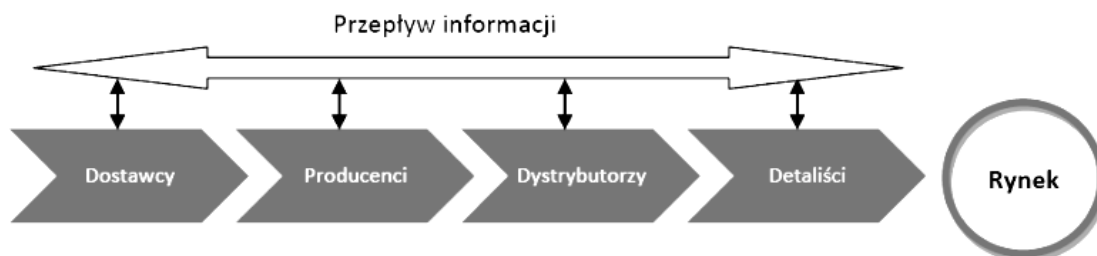 Przepływ informacji
Dostawcy
Producenci
Dystrybutorzy
Detaliści
Rynek